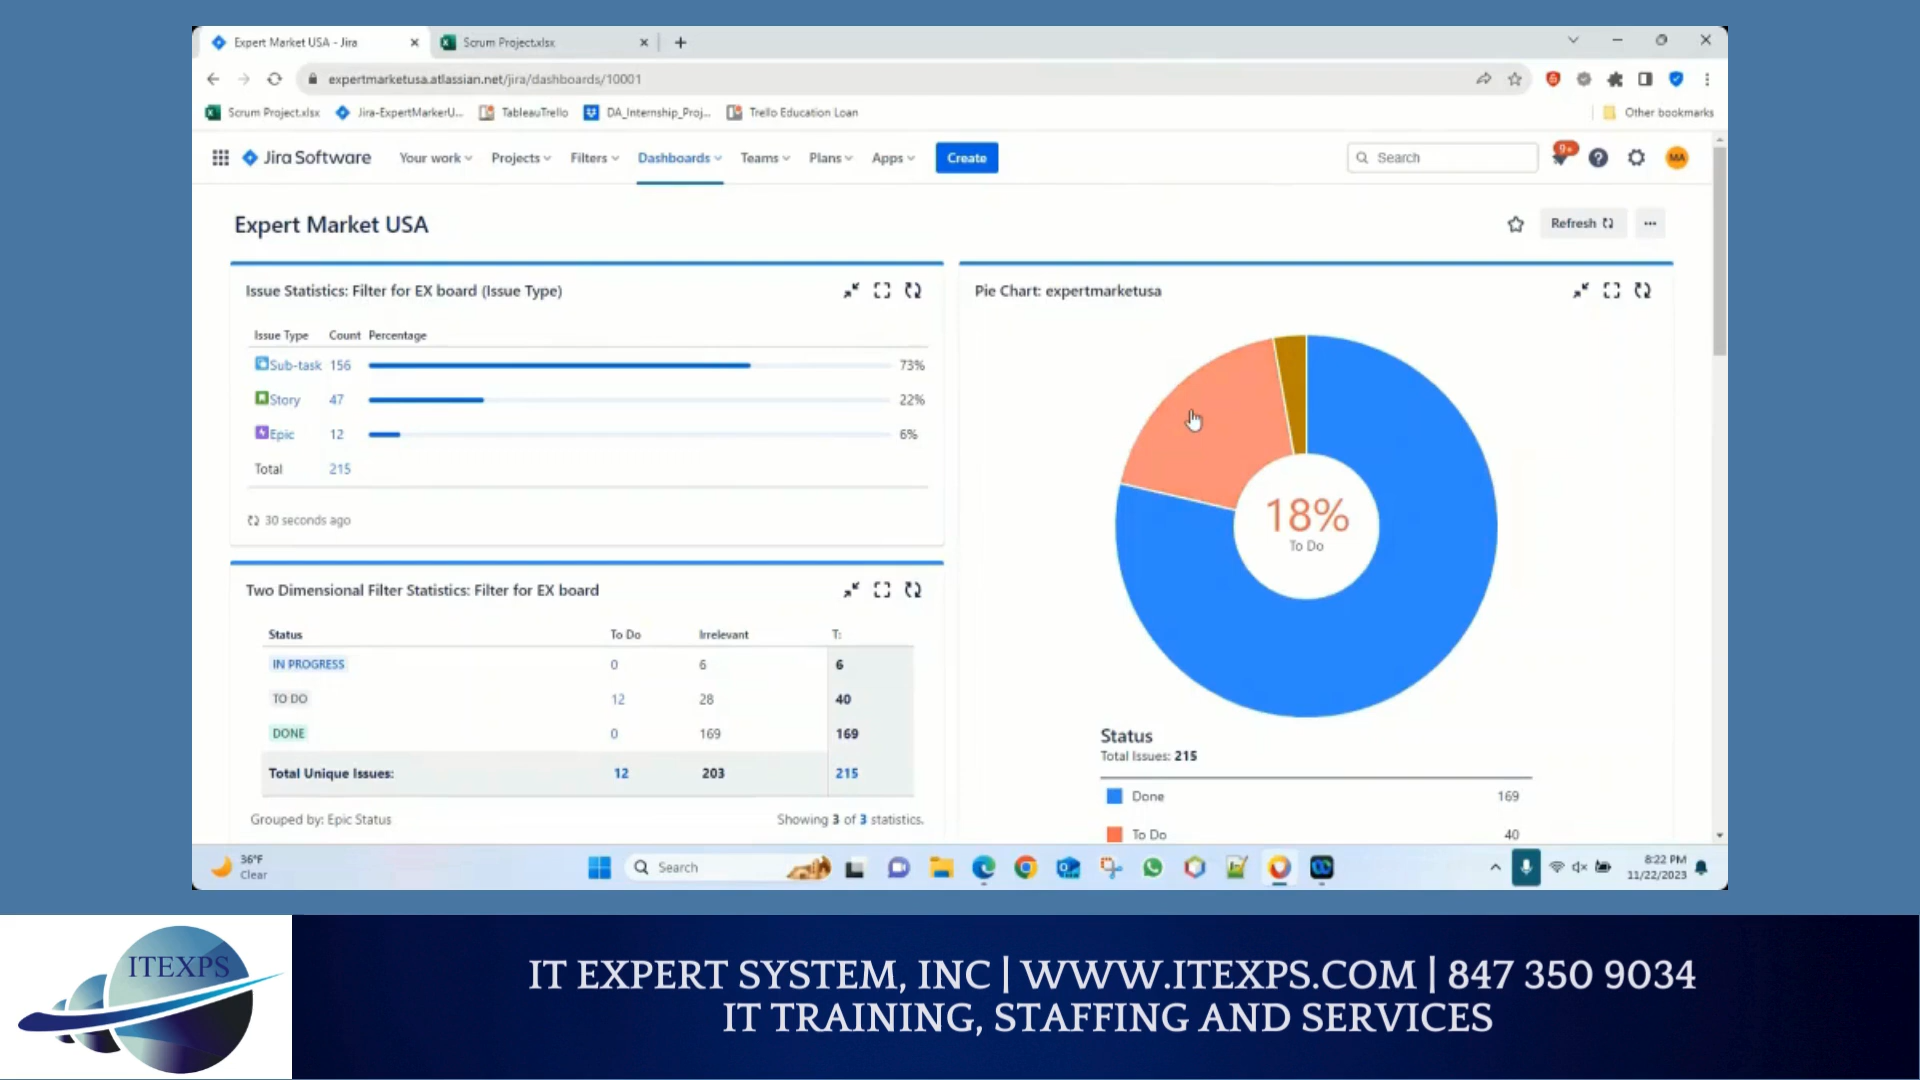 Expert Market USA - Jira
Scrum Project.xlsx
expertmarketusa.atlassian.net/jira/dashboards/10001
Scrum Project.xlsx Jira-ExpertMarkerU... TableauTrello DA_Internship_Proj... Trello Education Loan Other bookmarks
Jira Software Your work Projects Filters Dashboards Teams Plans Apps Create Search 9+ MA
Expert Market USA
Refresh
Issue Statistics: Filter for EX board (Issue Type)
Issue Type Count Percentage
Sub-task 156 73%
Story 47 22%
Epic 12 6%
Total 215
30 seconds ago
Two Dimensional Filter Statistics: Filter for EX board
Status To Do Irrelevant T:
IN PROGRESS 0 6 6
TO DO 12 28 40
DONE 0 169 169
Total Unique Issues: 12 203 215
Grouped by: Epic Status Showing 3 of 3 statistics.
Pie Chart: expertmarketusa
18%
To Do
Status
Total Issues: 215
Done 169
To Do 40
36°F
Clear
Search
8:22 PM
11/22/2023
ITEXPS
IT EXPERT SYSTEM, INC | WWW.ITEXPS.COM | 847 350 9034
IT TRAINING, STAFFING AND SERVICES